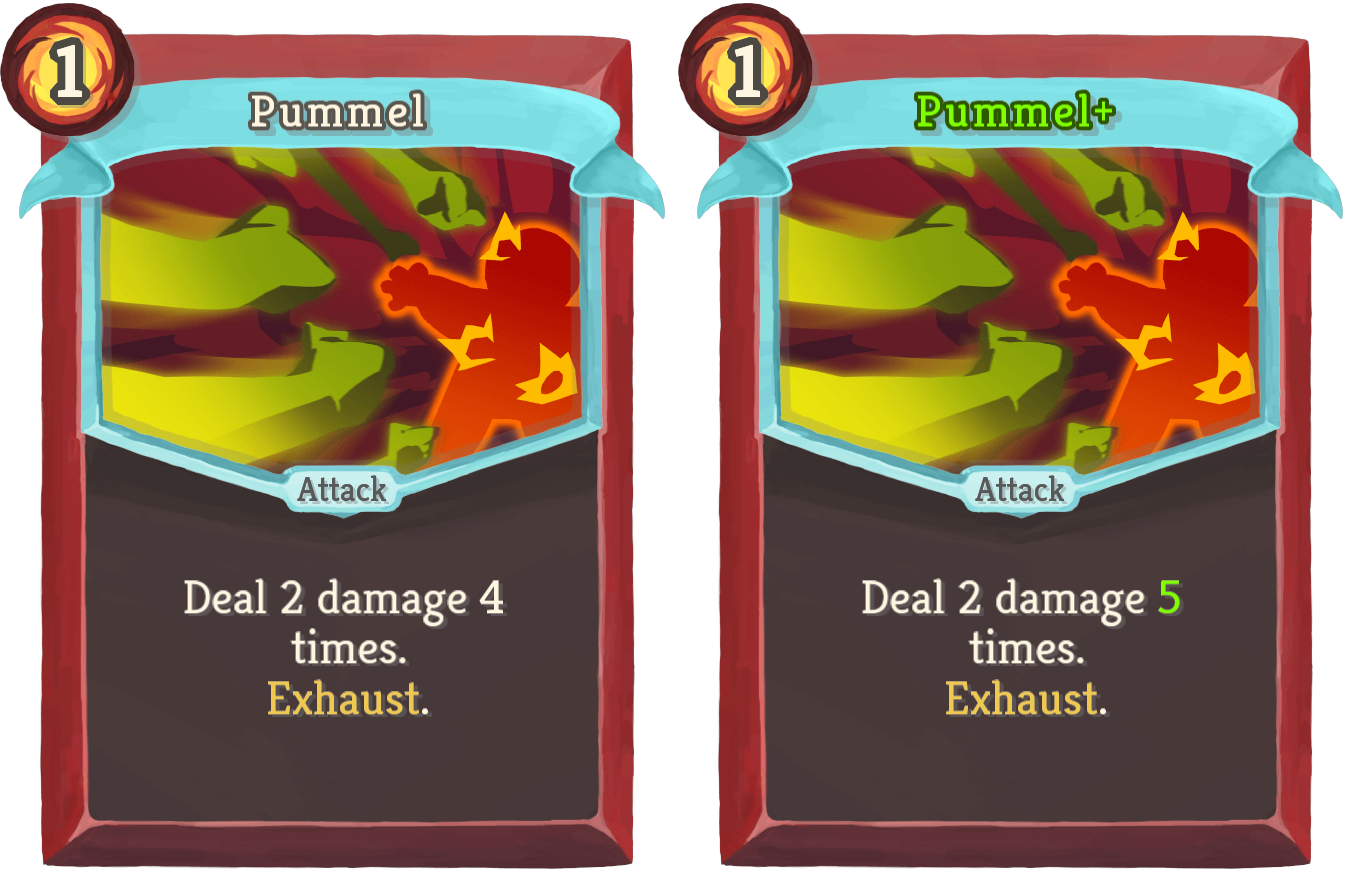 1
Pummel
Attack
Deal 2 damage 4
times.
Exhaust.
1
Pummel+
Attack
Deal 2 damage 5
times.
Exhaust.